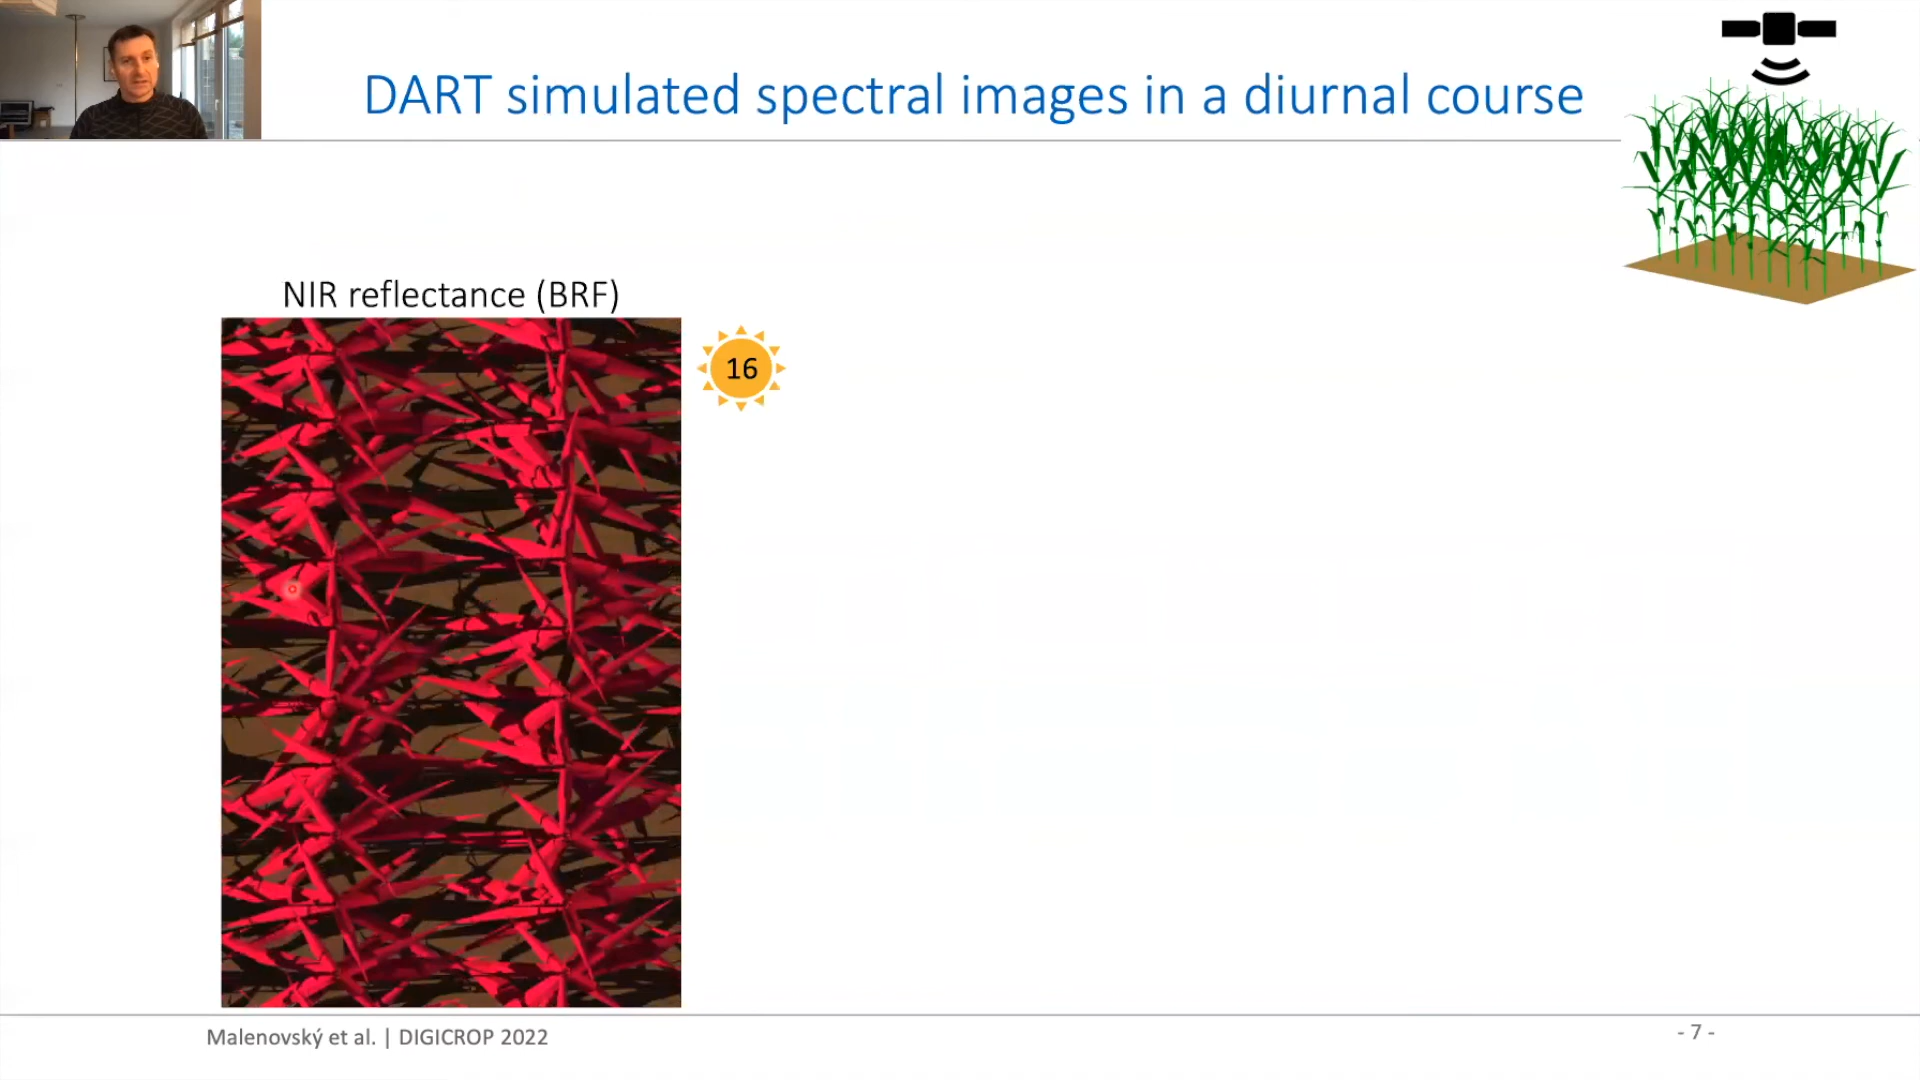 DART simulated spectral images in a diurnal course
NIR reflectance (BRF)
16
Malenovský et al. | DIGICROP 2022
- 7 -